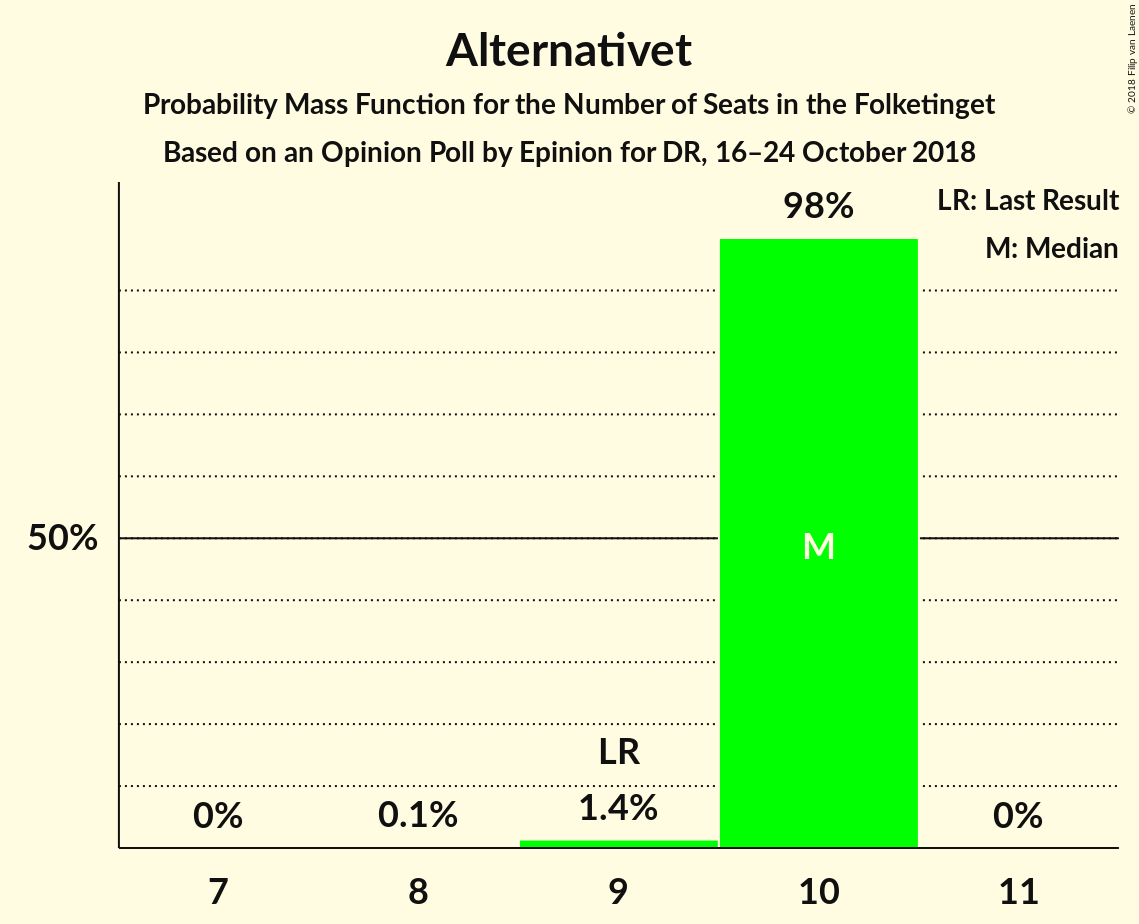 Alternativet
Probability Mass Function for the Number of Seats in the Folketinget
Based on an Opinion Poll by Epinion for DR, 16–24 October 2018
© 2018 Filip van Laenen
LR: Last Result
M: Median
98%
50%
M
LR
0%
0.1%
1.4%
0%
7
8
9
10
11